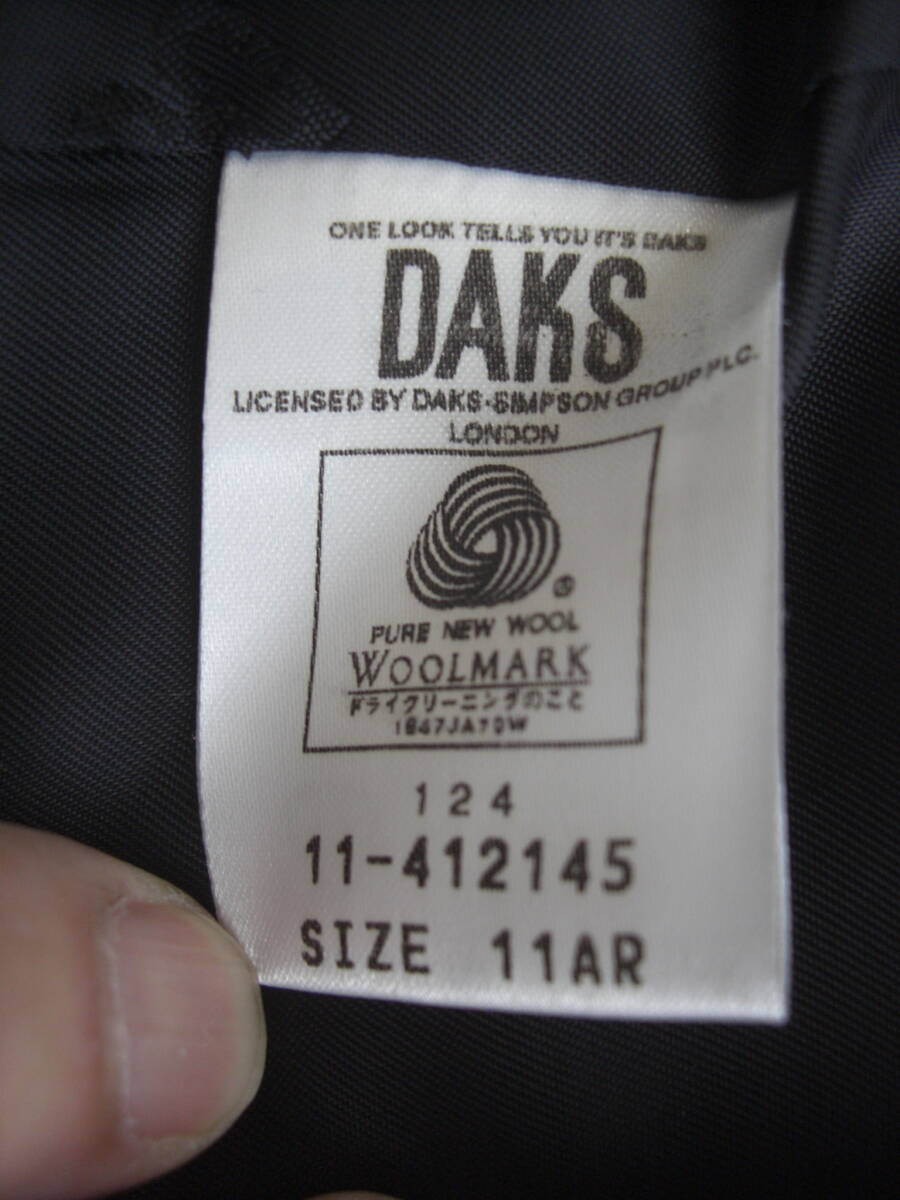 ONE LOOK TELLS YOU IT'S DAKS
DAKS
LICENSED BY DAKS-SIMPSON GROUP PLC.
LONDON
PURE NEW WOOL
WOOLMARK
ドライクリーニングのこと
124
11-412145
SIZE 11AR